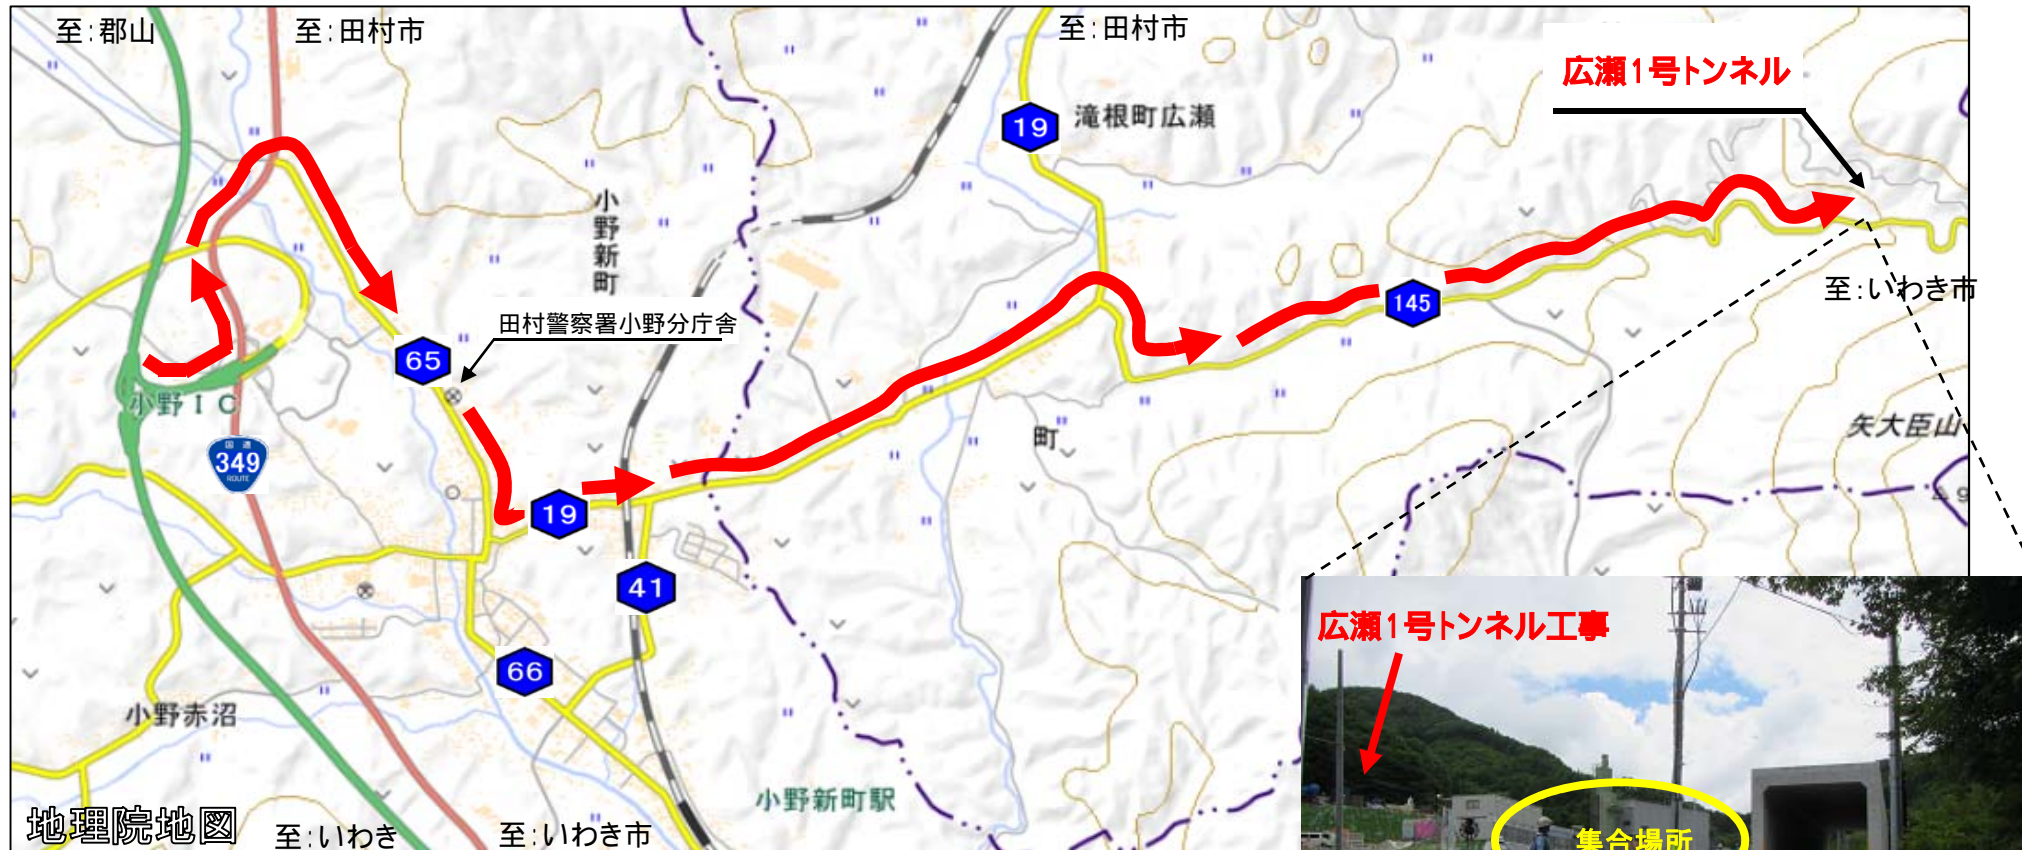 至:郡山
至:田村市
至:田村市
広瀬1号トンネル
19
滝根町広瀬
小野新町
至:いわき市
145
田村警察署小野分庁舎
65
小野IC
国道
349
ROUTE
町
矢大臣山
19
41
66
広瀬1号トンネル工事
小野赤沼
小野新町駅
集合場所
地理院地図
至:いわき
至:いわき市